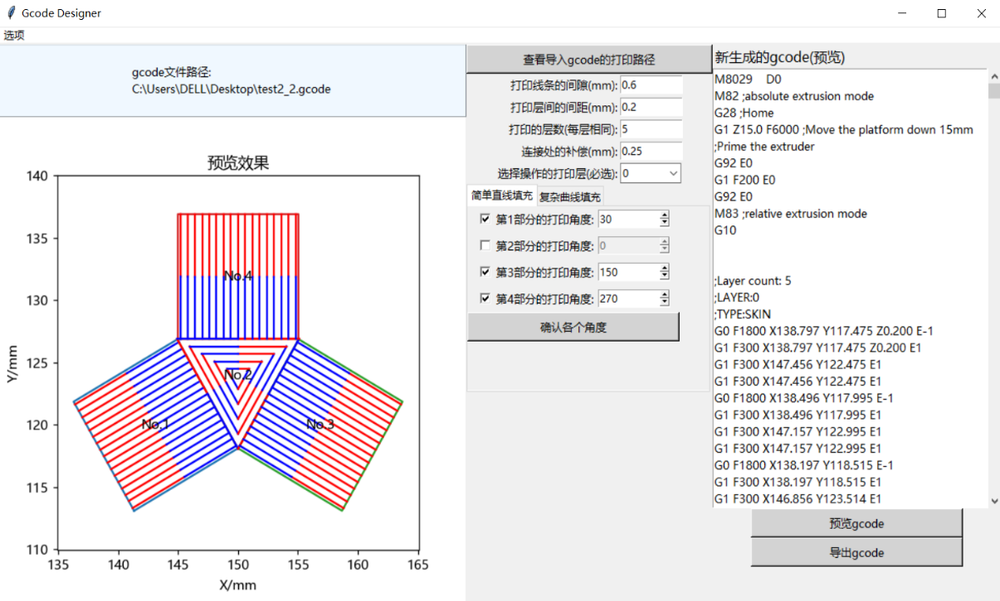 Gcode Designer
选项
gcode文件路径:
C:\Users\DELL\Desktop\test2_2.gcode
预览效果
140
135
130
125
120
115
110
Y/mm
No.4
No.2
No.1
No.3
135
140
145
150
155
160
165
X/mm
查看导入gcode的打印路径
打印线条的间隙(mm): 0.6
打印层间的间距(mm): 0.2
打印的层数(每层相同): 5
连接处的补偿(mm): 0.25
选择操作的打印层(必选): 0
简单直线填充 复杂曲线填充
第1部分的打印角度: 30
第2部分的打印角度: 0
第3部分的打印角度: 150
第4部分的打印角度: 270
确认各个角度
新生成的gcode(预览)
M8029 D0
M82 ;absolute extrusion mode
G28 ;Home
G1 Z15.0 F6000 ;Move the platform down 15mm
;Prime the extruder
G92 E0
G1 F200 E0
G92 E0
M83 ;relative extrusion mode
G10
;Layer count: 5
;LAYER:0
;TYPE:SKIN
G0 F1800 X138.797 Y117.475 Z0.200 E-1
G1 F300 X138.797 Y117.475 Z0.200 E1
G1 F300 X147.456 Y122.475 E1
G1 F300 X147.456 Y122.475 E1
G0 F1800 X138.496 Y117.995 E-1
G1 F300 X138.496 Y117.995 E1
G1 F300 X147.157 Y122.995 E1
G1 F300 X147.157 Y122.995 E1
G0 F1800 X138.197 Y118.515 E-1
G1 F300 X138.197 Y118.515 E1
G1 F300 X146.856 Y123.514 E1
预览gcode
导出gcode